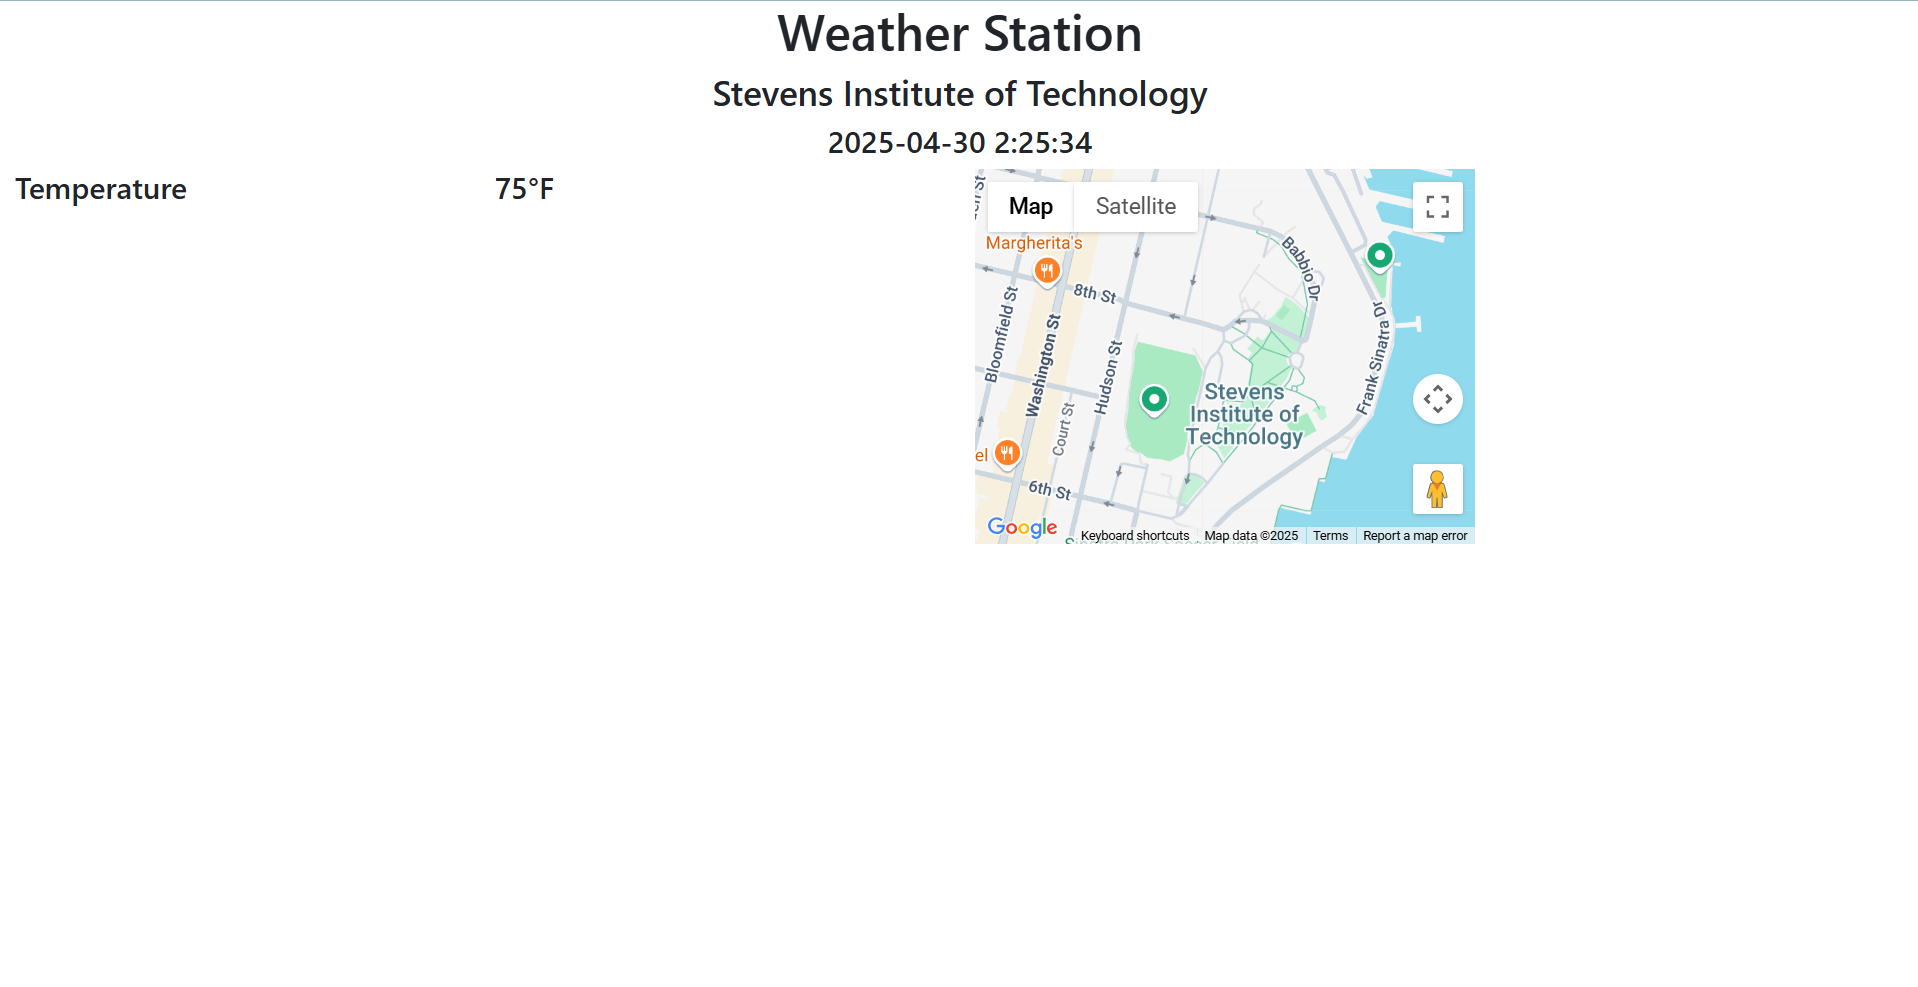 Weather Station
Stevens Institute of Technology
2025-04-30 2:25:34
Temperature
75°F
Map
Satellite
Margherita's
Babbio Dr
8th St
Bloomfield St
Washington St
Hudson St
Court St
Frank Sinatra Dr
Stevens
Institute of
Technology
el
6th St
Google
Keyboard shortcuts
Map data ©2025
Terms
Report a map error